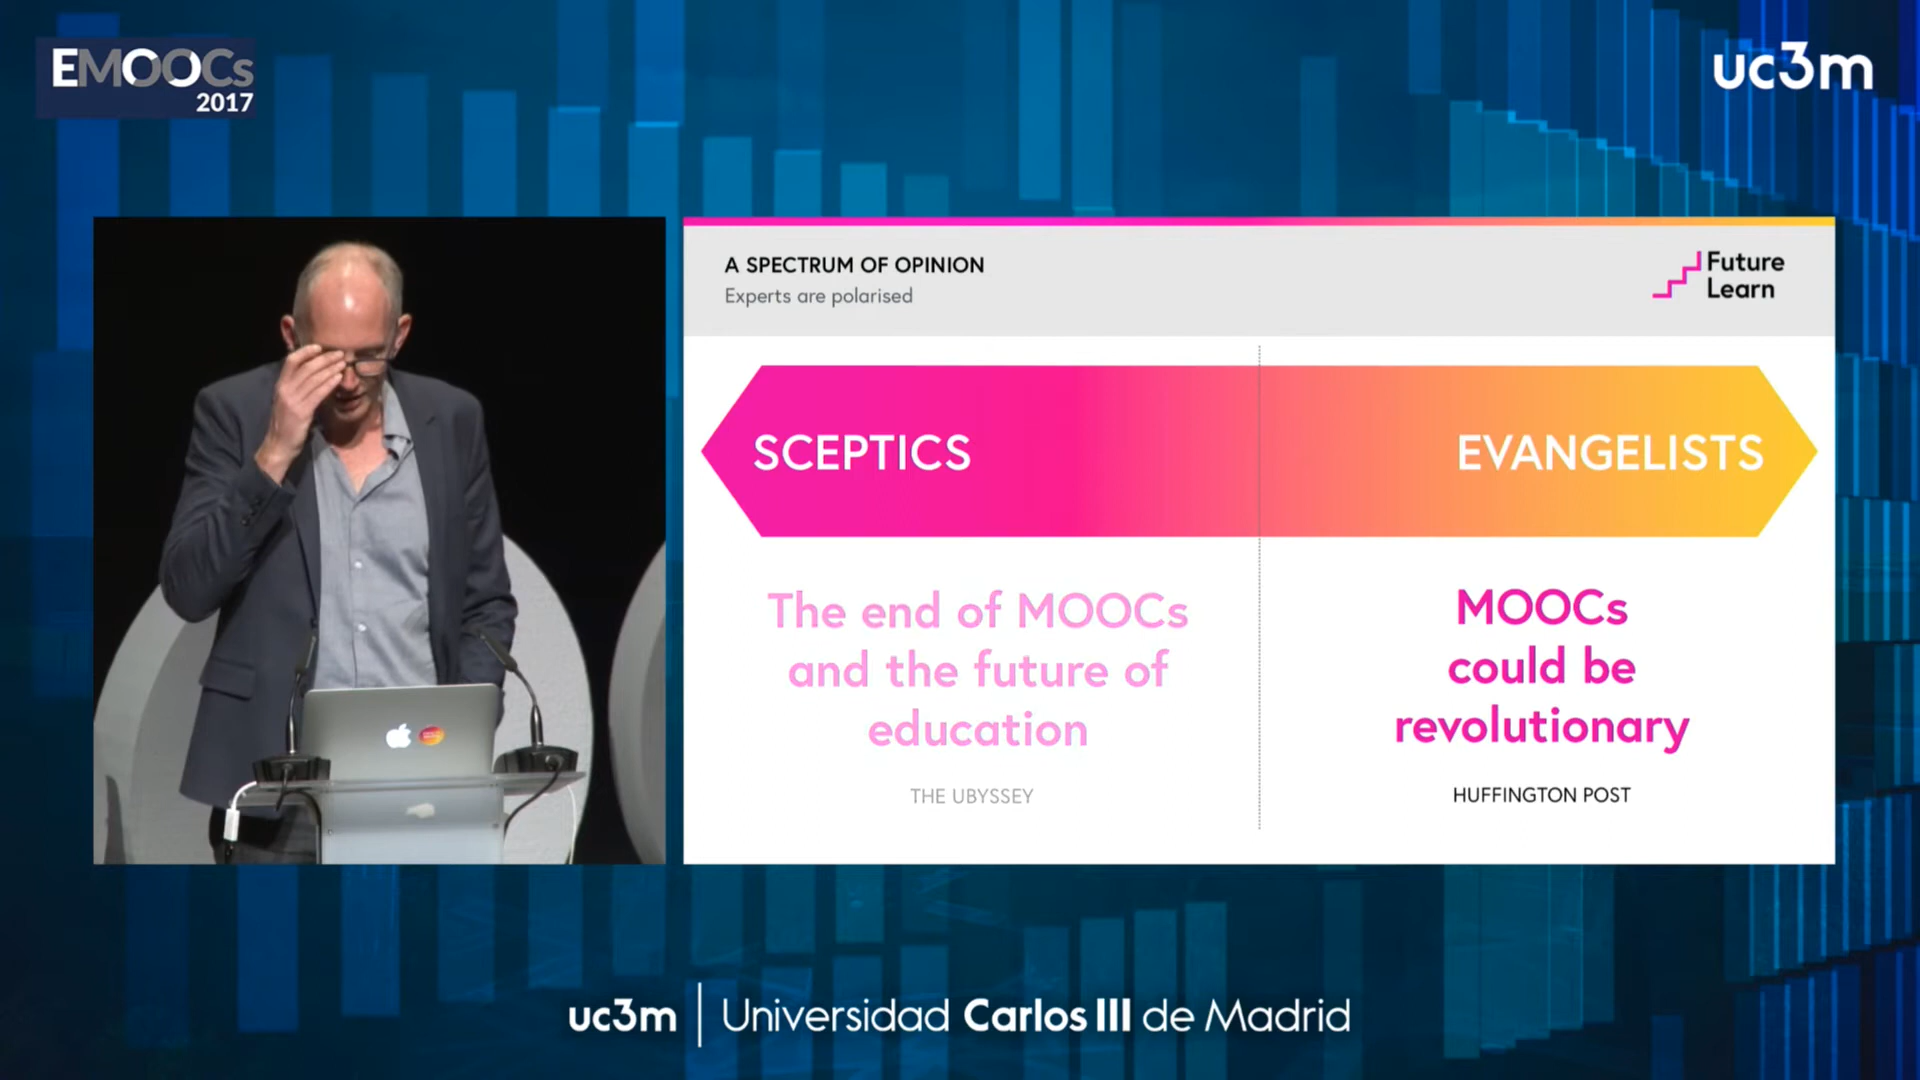 EMOOCs
2017
uc3m
A SPECTRUM OF OPINION
Experts are polarised
Future
Learn
SCEPTICS
EVANGELISTS
The end of MOOCs
and the future of
education
THE UBYSSEY
MOOCs
could be
revolutionary
HUFFINGTON POST
uc3m | Universidad Carlos III de Madrid